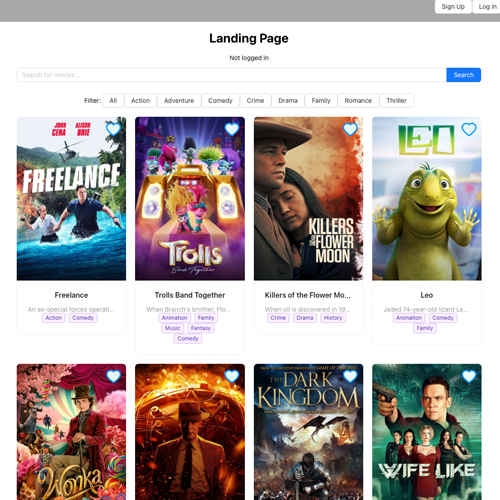 Sign Up
Log In
Landing Page
Not logged in
Search for movies...
Search
Filter:
All
Action
Adventure
Comedy
Crime
Drama
Family
Romance
Thriller
JOHN CENA
ALISON BRIE
FREELANCE
Trolls
Band Together
KILLERS
OF THE FLOWER
MOON
LEO
Freelance
An ex-special forces operati...
Action
Comedy
Trolls Band Together
When Branch's brother, Flo...
Animation
Family
Music
Fantasy
Comedy
Killers of the Flower Mo...
When oil is discovered in 19...
Crime
Drama
History
Leo
Jaded 74-year-old lizard Le...
Animation
Comedy
Family
Wonka
GAME OF THRONES
THE DARK
KINGDOM
WIFE LIKE